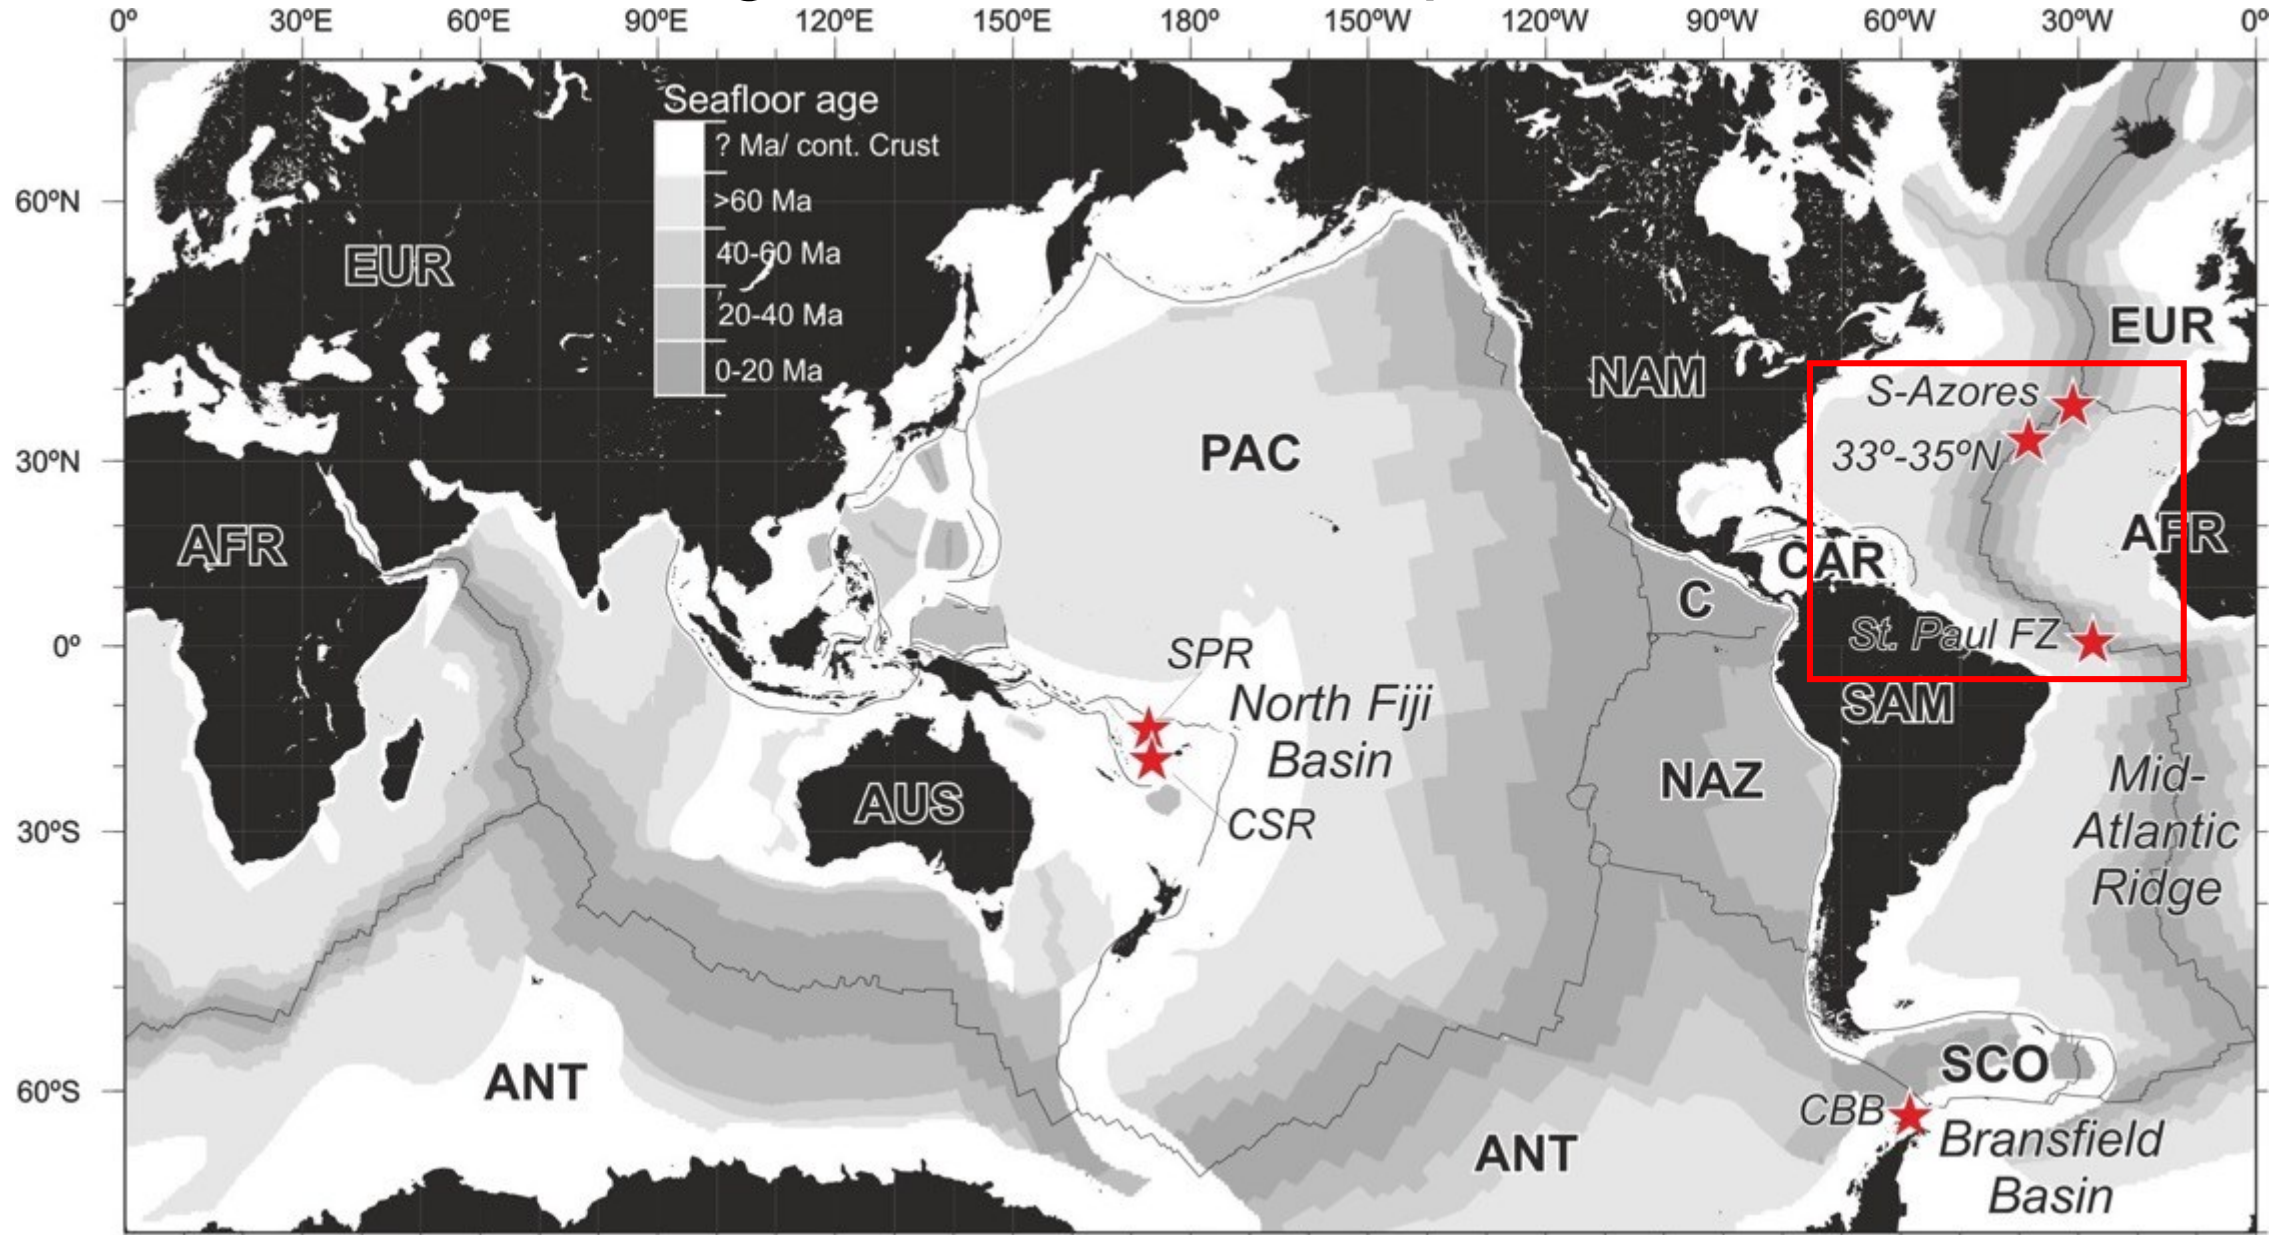 0º 30ºE 60ºE 90ºE 120ºE 150ºE 180º 150ºW 120ºW 90ºW 60ºW 30ºW 0º
Seafloor age
? Ma/ cont. Crust
>60 Ma
40-60 Ma
20-40 Ma
0-20 Ma
60ºN
30ºN
0º
30ºS
60ºS
EUR
EUR
NAM
S-Azores
33º-35ºN
PAC
AFR
AFR
CAR
C
St. Paul FZ
SPR
North Fiji
Basin
SAM
NAZ
AUS
CSR
Mid-
Atlantic
Ridge
ANT
SCO
CBB
Bransfield
Basin
ANT